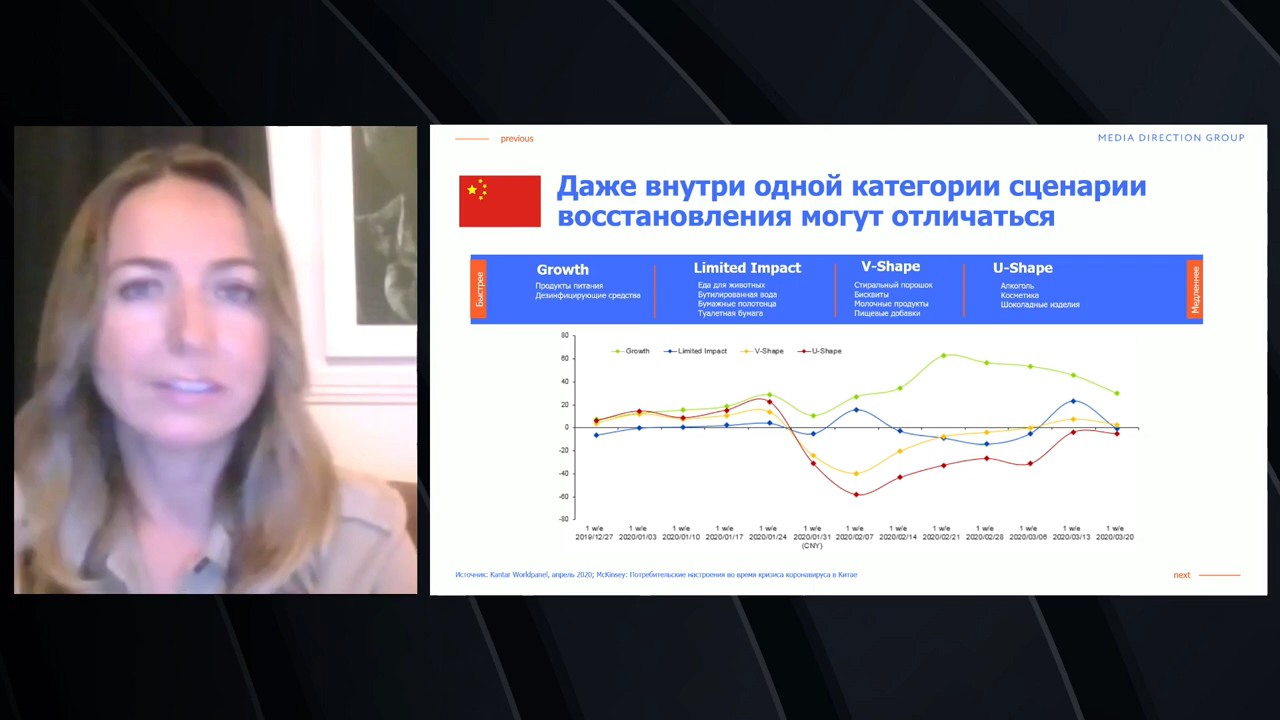 previous
MEDIA DIRECTION GROUP
Даже внутри одной категории сценарии
восстановления могут отличаться
Быстрее
Growth
Продукты питания
Дезинфицирующие средства
Limited Impact
Еда для животных
Бутилированная вода
Бумажные полотенца
Туалетная бумага
V-Shape
Стиральный порошок
Бисквиты
Молочные продукты
Пищевые добавки
U-Shape
Алкоголь
Косметика
Шоколадные изделия
Медленнее
Growth Limited Impact V-Shape U-Shape
80
60
40
20
0
-20
-40
-60
-80
1 w/e 1 w/e 1 w/e 1 w/e 1 w/e 1 w/e 1 w/e 1 w/e 1 w/e 1 w/e 1 w/e 1 w/e 1 w/e
2019/12/27 2020/01/03 2020/01/10 2020/01/17 2020/01/24 2020/01/31 2020/02/07 2020/02/14 2020/02/21 2020/02/28 2020/03/06 2020/03/13 2020/03/20
(CNY)
Источник: Kantar Worldpanel, апрель 2020; McKinsey: Потребительские настроения во время кризиса коронавируса в Китае
next